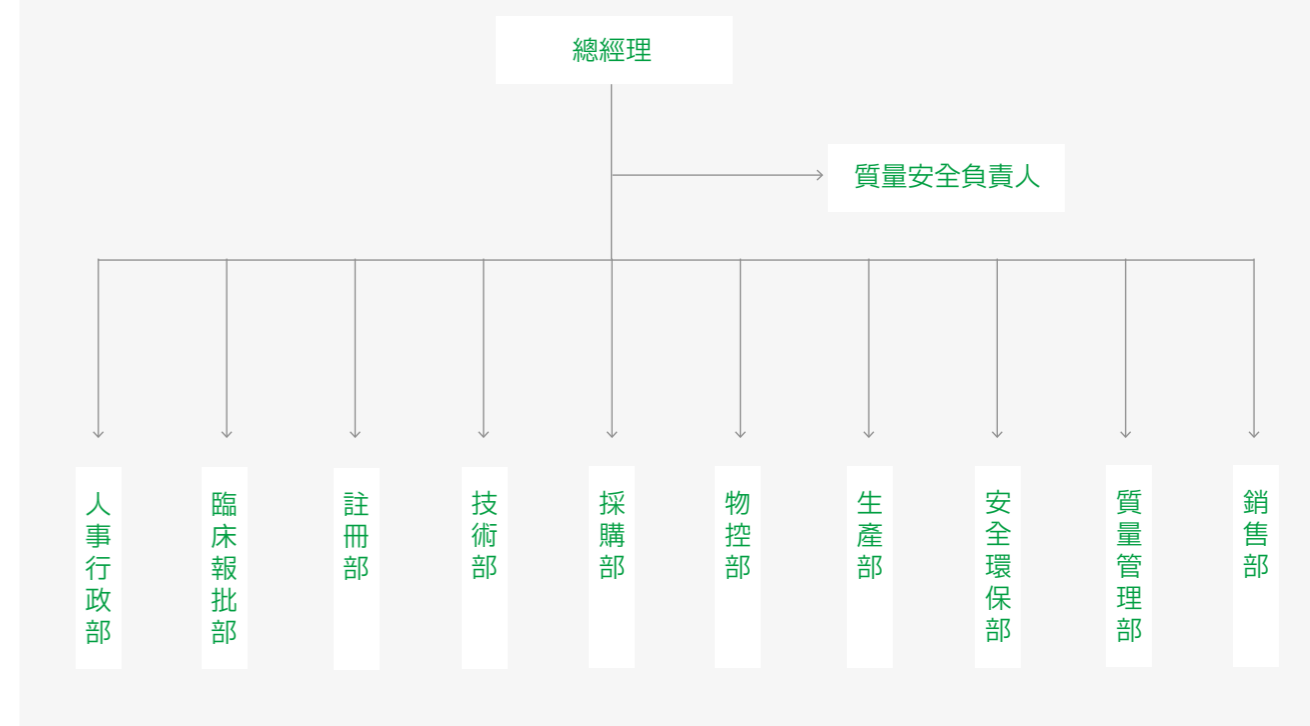 總經理
質量安全負責人
人事行政部
臨床報批部
註冊部
技術部
採購部
物控部
生產部
安全環保部
質量管理部
銷售部